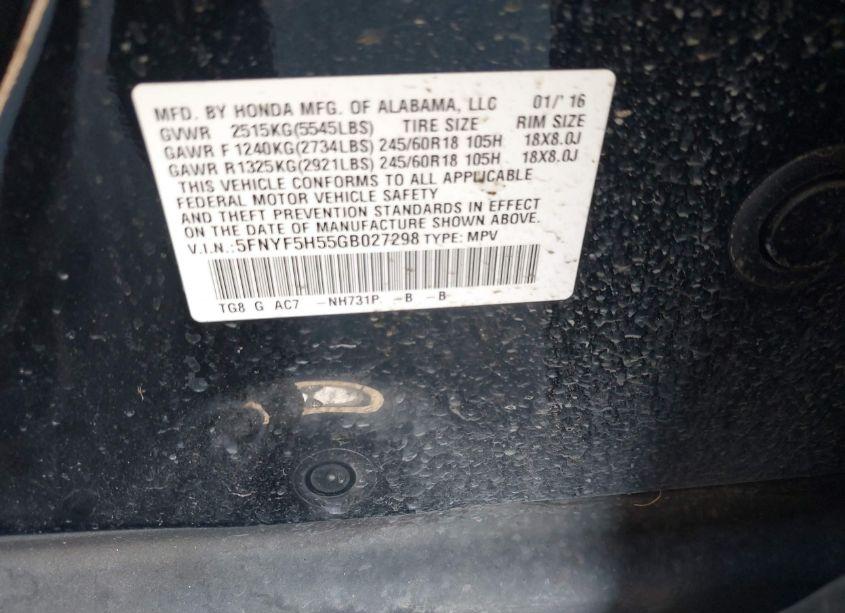 MFD. BY HONDA MFG. OF ALABAMA, LLC 01/'16
GVWR 2515KG(5545LBS) TIRE SIZE RIM SIZE
GAWR F1240KG(2734LBS) 245/60R18 105H 18X8.0J
GAWR R1325KG(2921LBS) 245/60R18 105H 18X8.0J
THIS VEHICLE CONFORMS TO ALL APPLICABLE
FEDERAL MOTOR VEHICLE SAFETY
AND THEFT PREVENTION STANDARDS IN EFFECT
ON THE DATE OF MANUFACTURE SHOWN ABOVE.
V.I.N.:5FNYF5H55GB027298 TYPE: MPV
TG8 G AC7 -NH731P. -B -B-